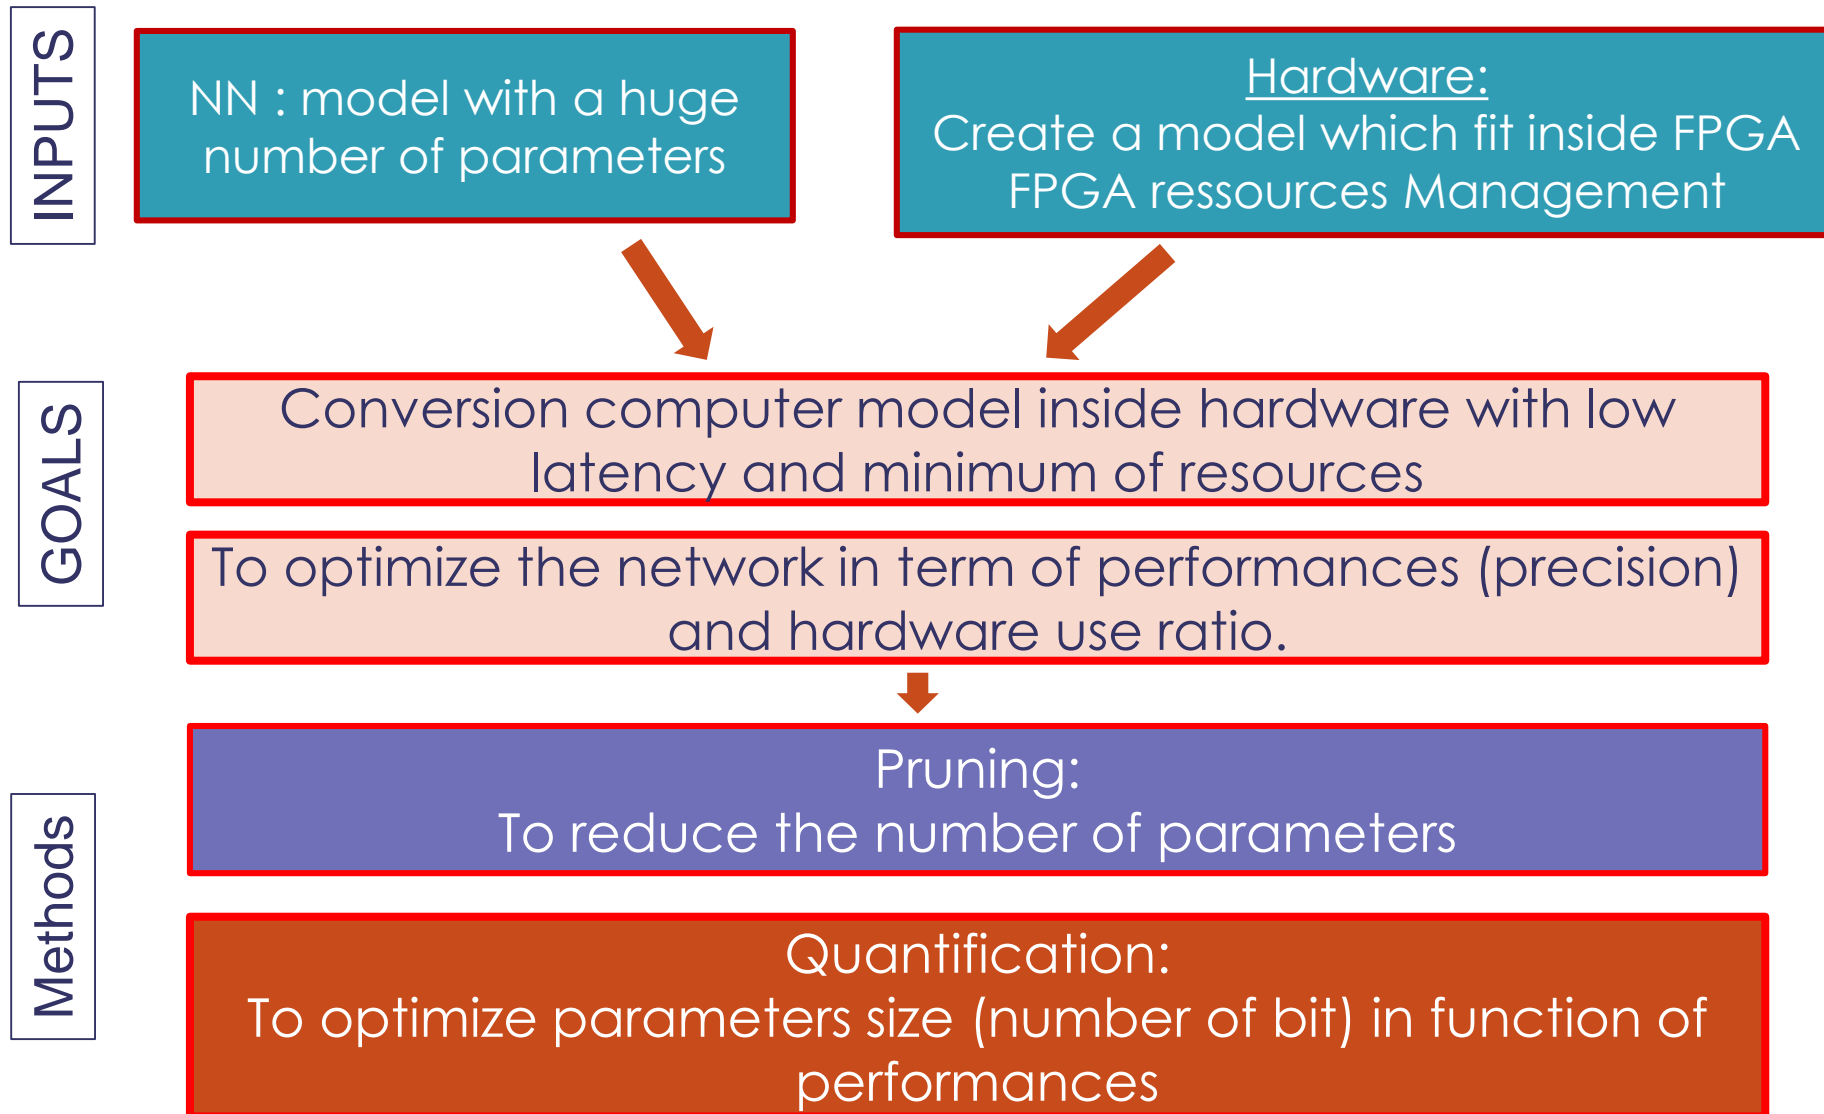 INPUTS
NN : model with a huge
number of parameters
Hardware:
Create a model which fit inside FPGA
FPGA ressources Management
GOALS
Conversion computer model inside hardware with low
latency and minimum of resources
To optimize the network in term of performances (precision)
and hardware use ratio.
Methods
Pruning:
To reduce the number of parameters
Quantification:
To optimize parameters size (number of bit) in function of
performances